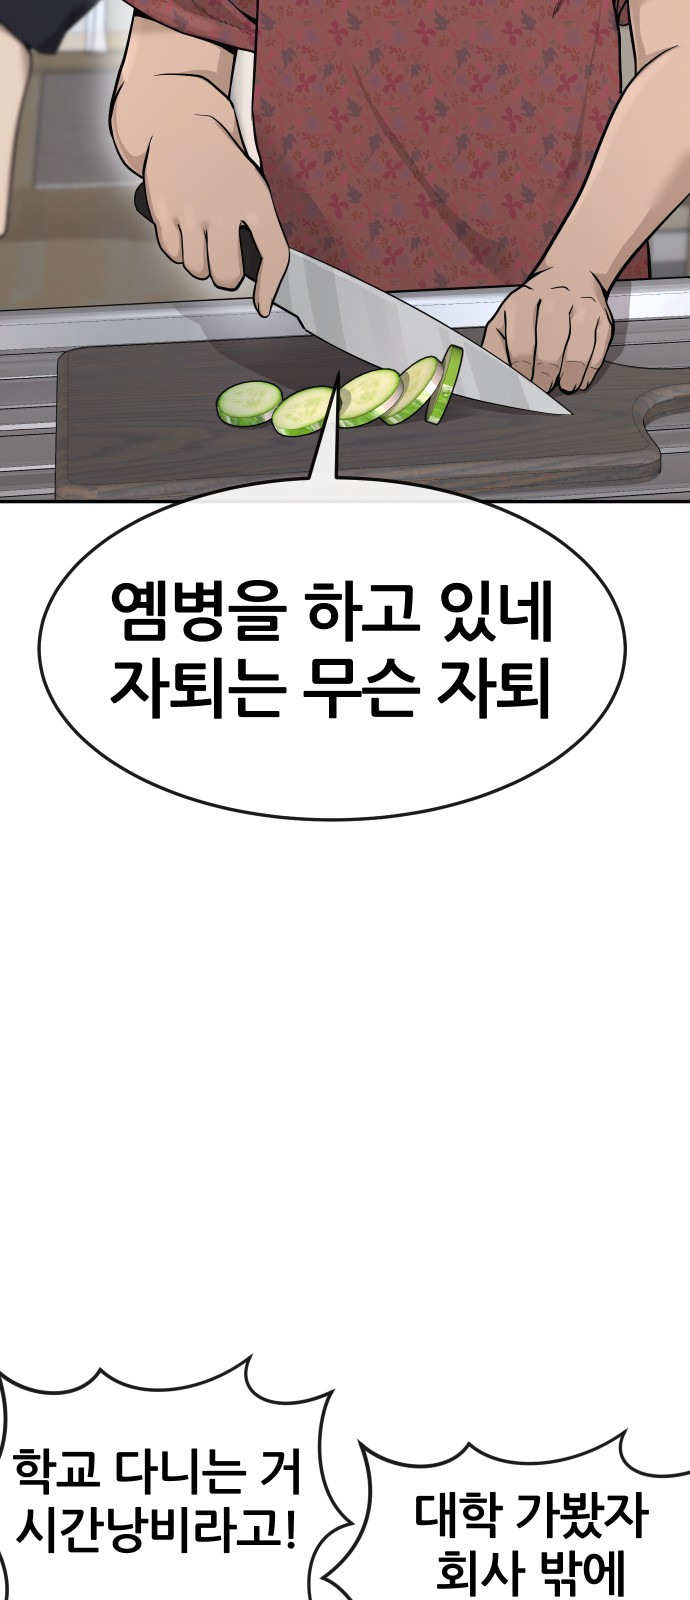 옘병을 하고 있네
자퇴는 무슨 자퇴
학교 다니는 거
시간낭비라고!
대학 가봤자
회사 밖에